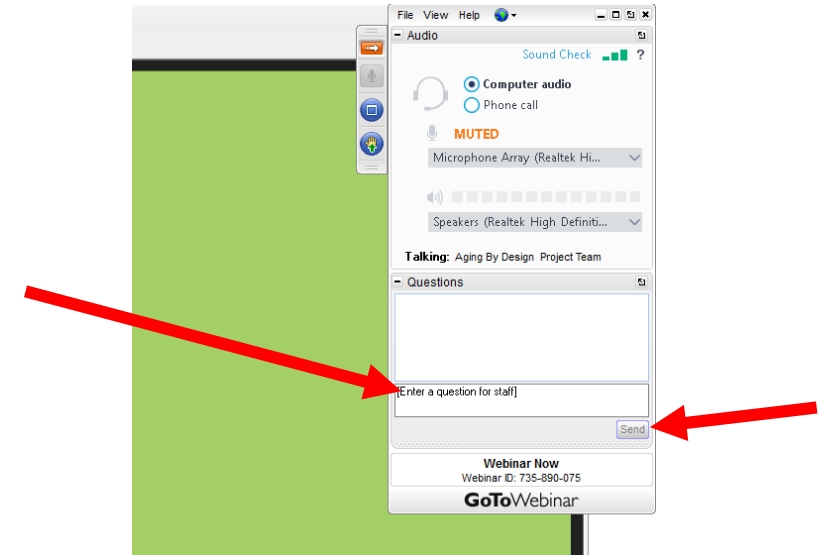 File View Help
Audio
Sound Check ?
Computer audio
Phone call
MUTED
Microphone Array (Realtek Hi...
Speakers (Realtek High Definiti...
Talking: Aging By Design Project Team
Questions
[Enter a question for staff]
Send
Webinar Now
Webinar ID: 735-890-075
GoToWebinar